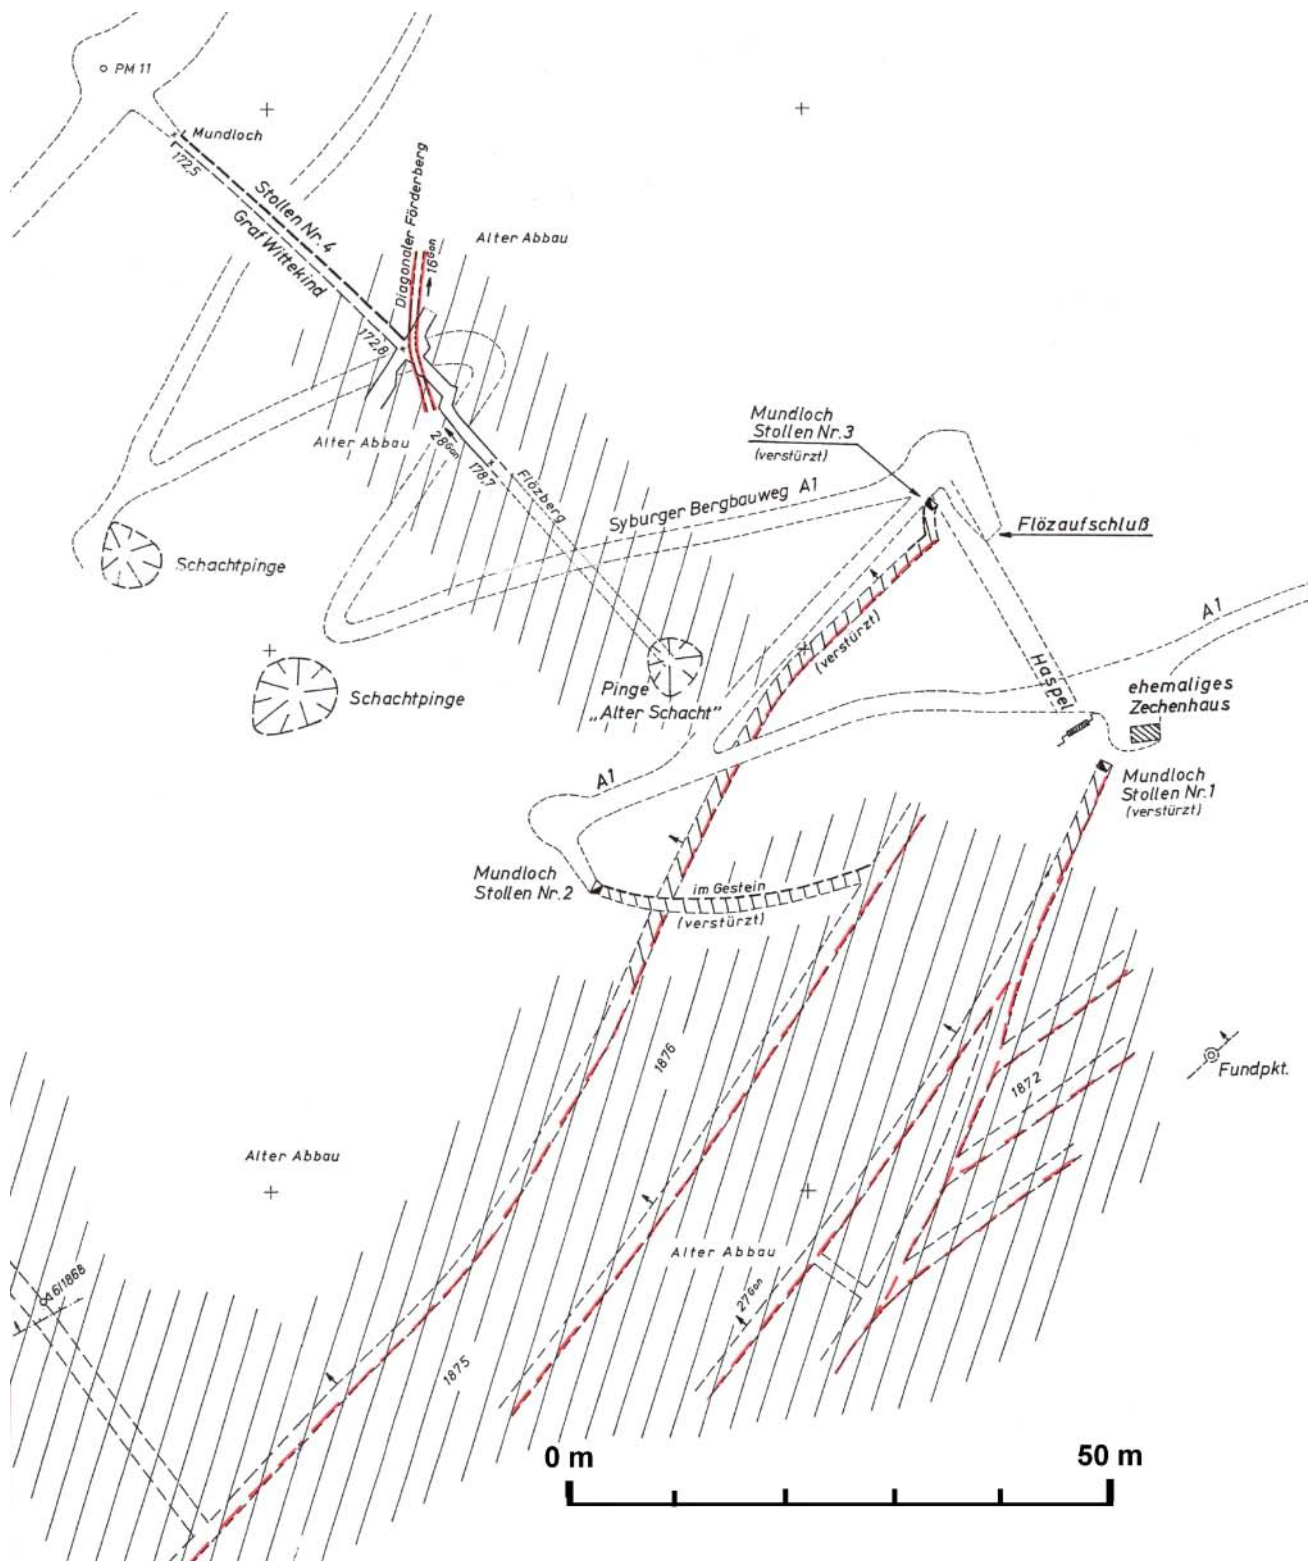 PM 11
Mundloch
172,5
Stollen Nr. 4
Graf Wittekind
Diagonaler Förderberg
16 Gon
Alter Abbau
172,8
Alter Abbau
28 Gon
178,7
Flözberg
Mundloch
Stollen Nr. 3
(verstürzt)
Syburger Bergbauweg A1
Flözaufschluß
Schachtpinge
(verstürzt)
A1
Haspel
ehemaliges
Zechenhaus
Schachtpinge
Pinge
„Alter Schacht"
A1
Mundloch
Stollen Nr. 1
(verstürzt)
Mundloch
Stollen Nr. 2
im Gestein
(verstürzt)
1876
1872
Fundpkt.
Alter Abbau
Alter Abbau
27 Gon
1875
0 m
50 m